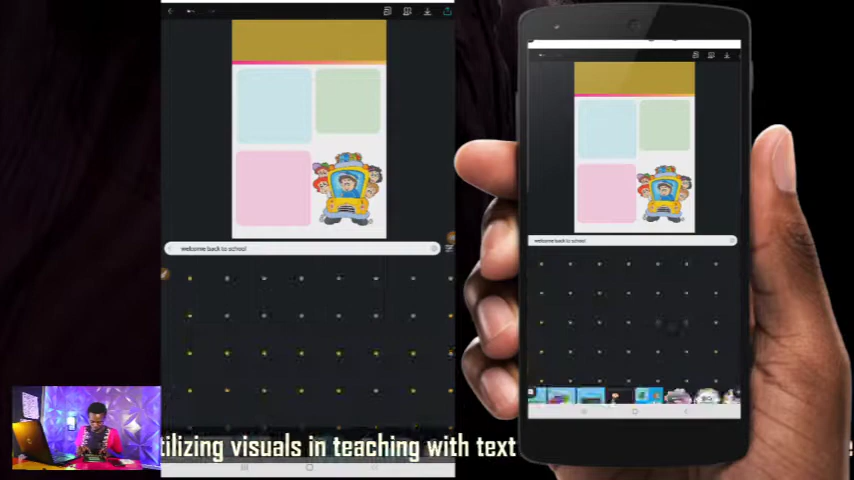 welcome back to school
welcome back to school
tilizing visuals in teaching with text